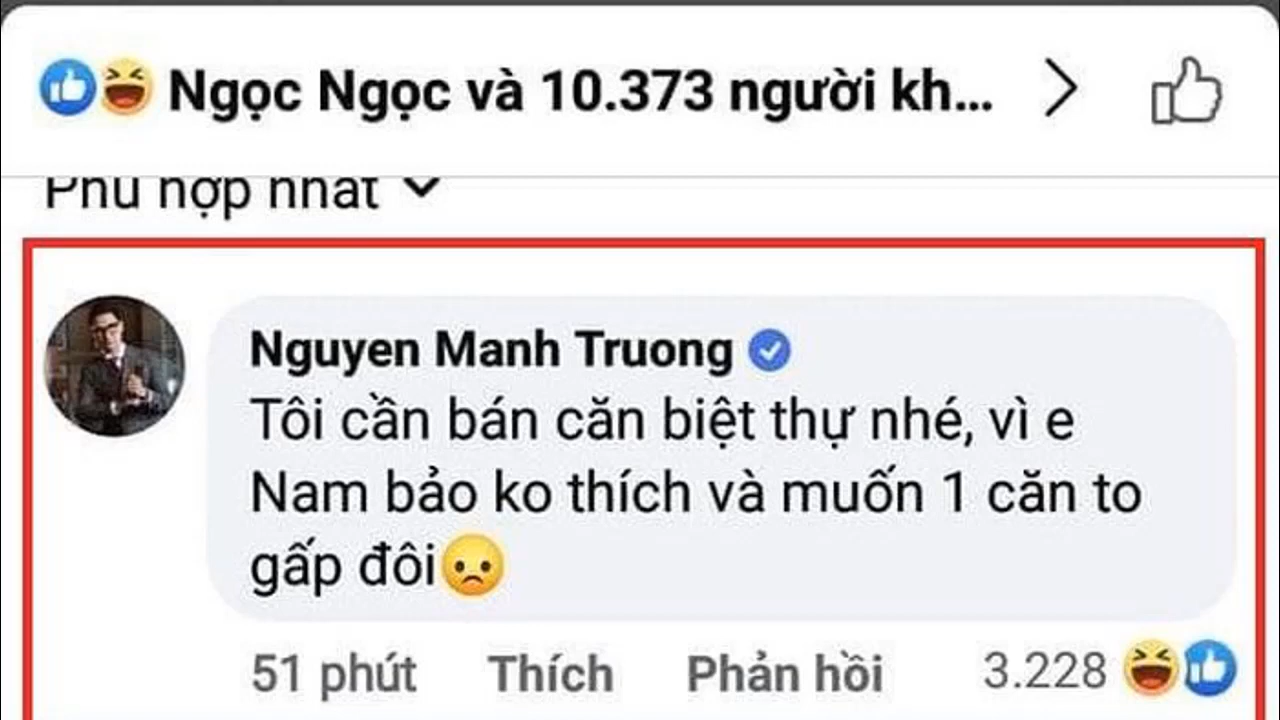 Ngọc Ngọc và 10.373 người kh...
Phù hợp nhất
Nguyen Manh Truong
Tôi cần bán căn biệt thự nhé, vì e
Nam bảo ko thích và muốn 1 căn to
gấp đôi😞
51 phút Thích Phản hồi 3.228